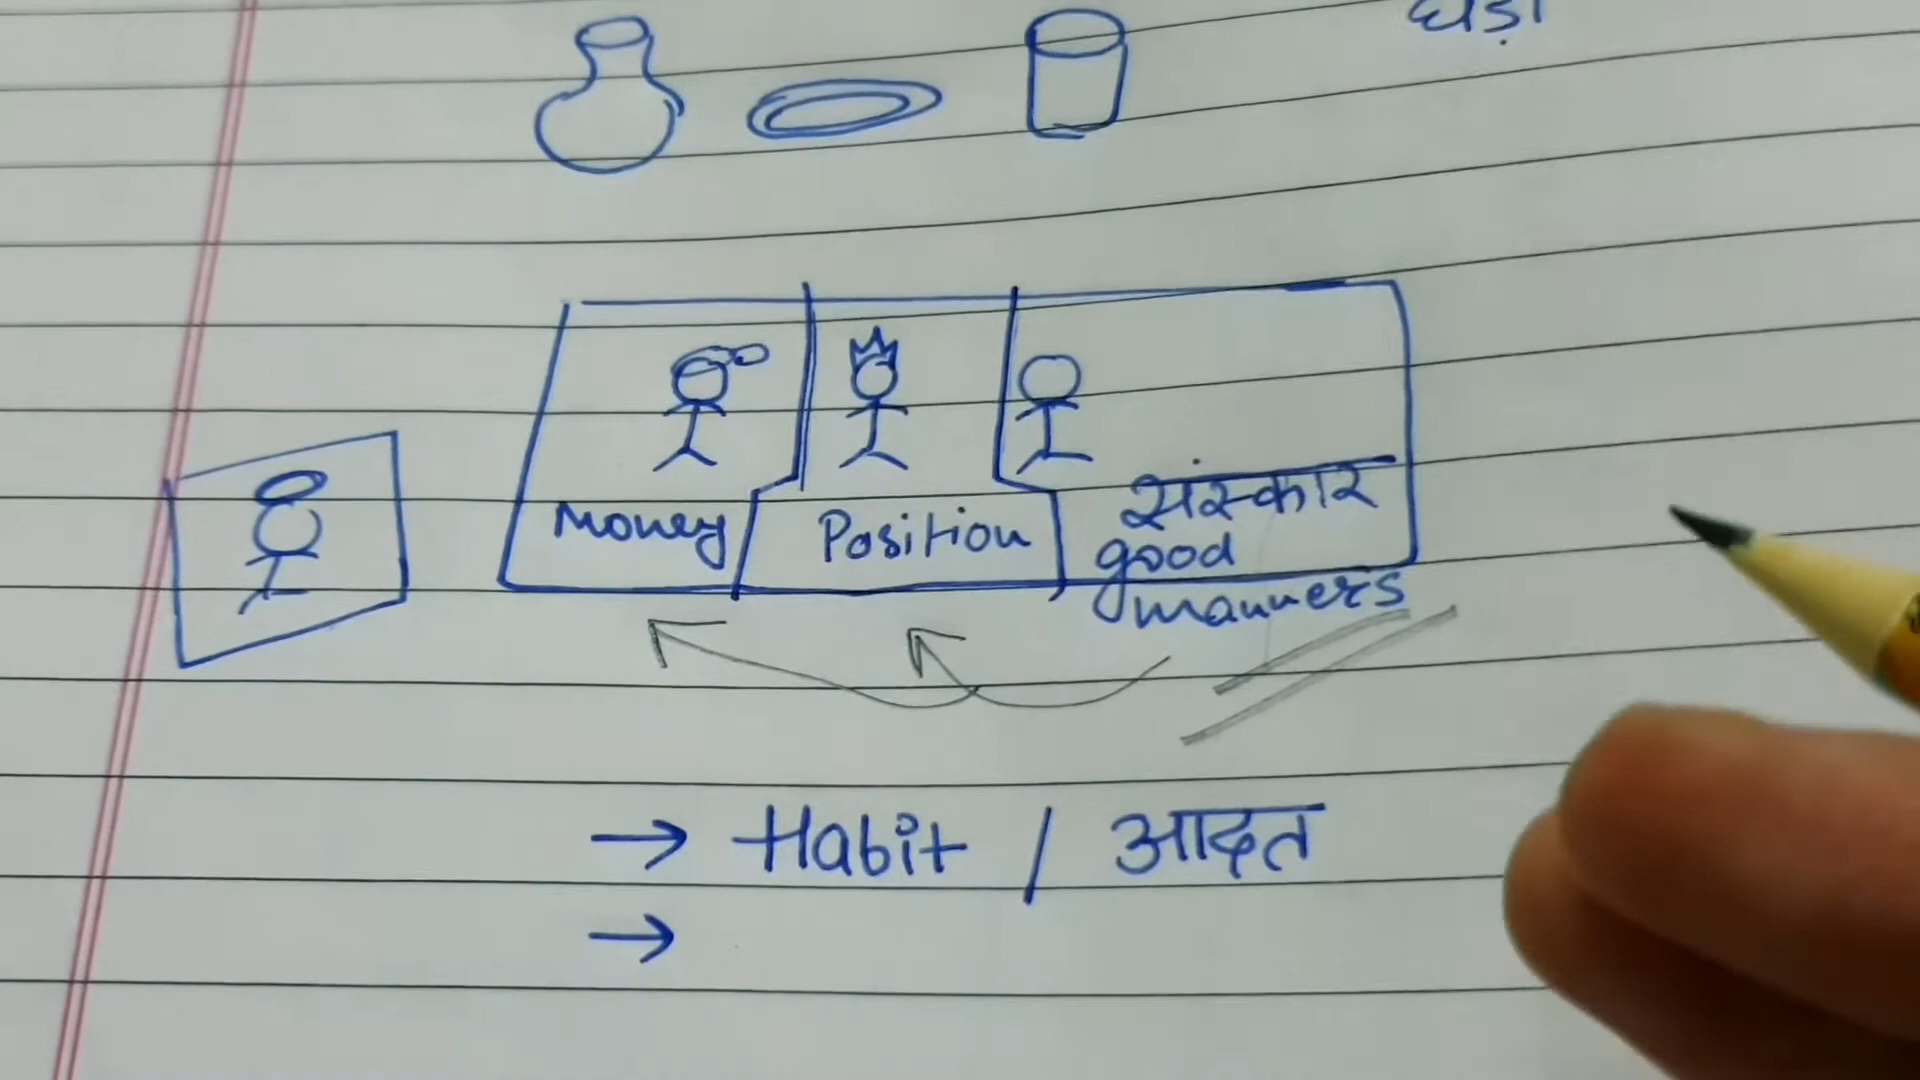 घड़ा
Money Position संस्कार
good
manners
→ Habit / आदत
→